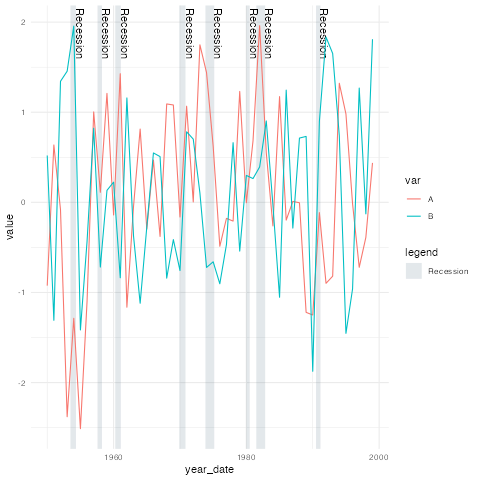 Recession
Recession
Recession
Recession
Recession
Recession
Recession
Recession
2
1
0
-1
-2
value
1960
1980
2000
year_date
var
A
B
legend
Recession